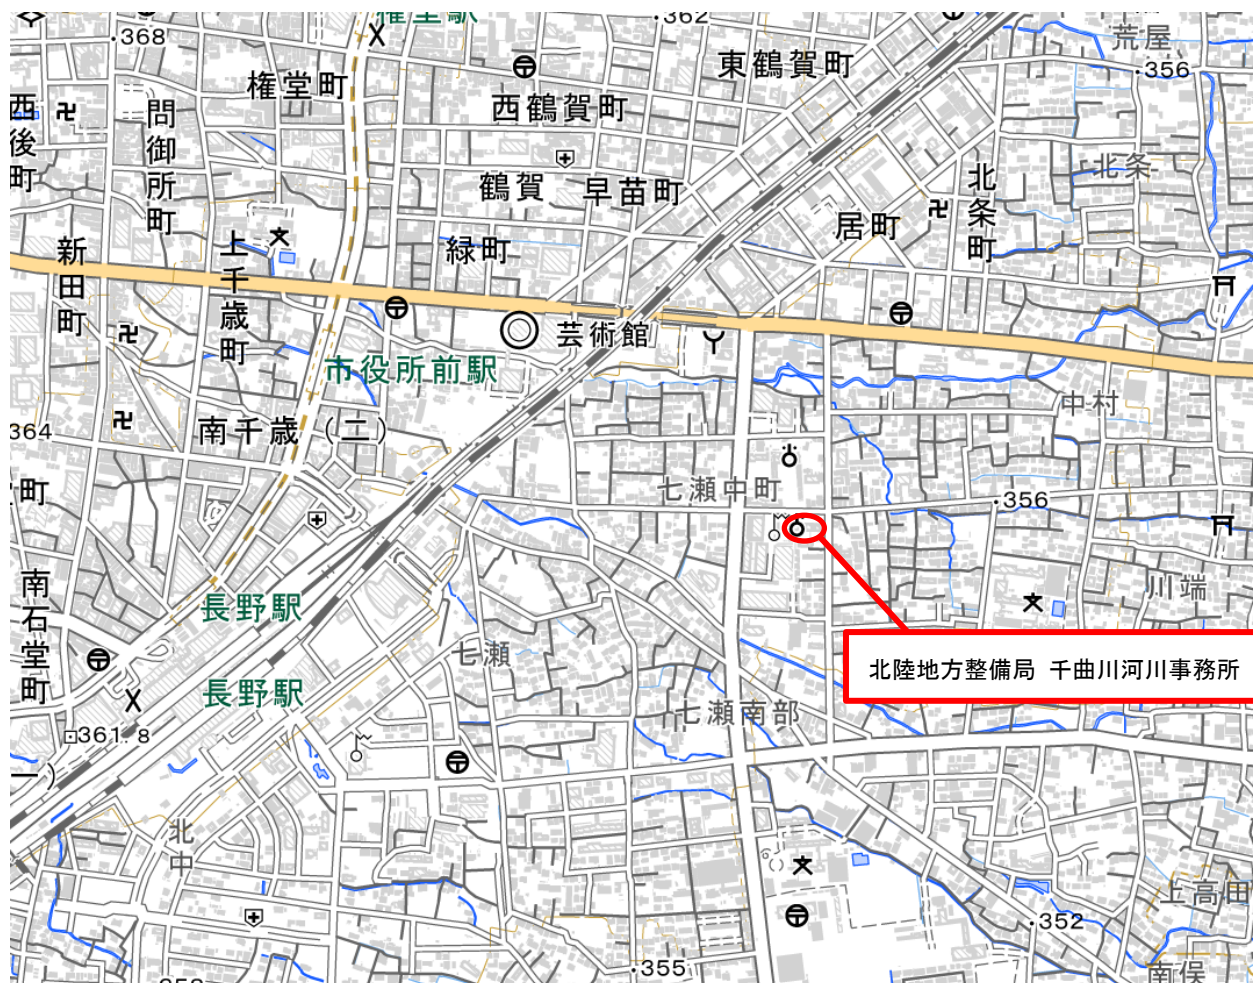 権堂駅
・362
・368
荒屋
東鶴賀町
・356
権堂町
西鶴賀町
西後町
問御所町
北条
鶴賀
早苗町
北条町
居町
新田町
上千歳町
緑町
芸術館
市役所前駅
中村
364
南千歳(二)
七瀬中町
・356
町
南石堂町
川端
長野駅
七瀬
北陸地方整備局 千曲川河川事務所
長野駅
七瀬南部
361.8
北中
上高田
・352
・355
南俣